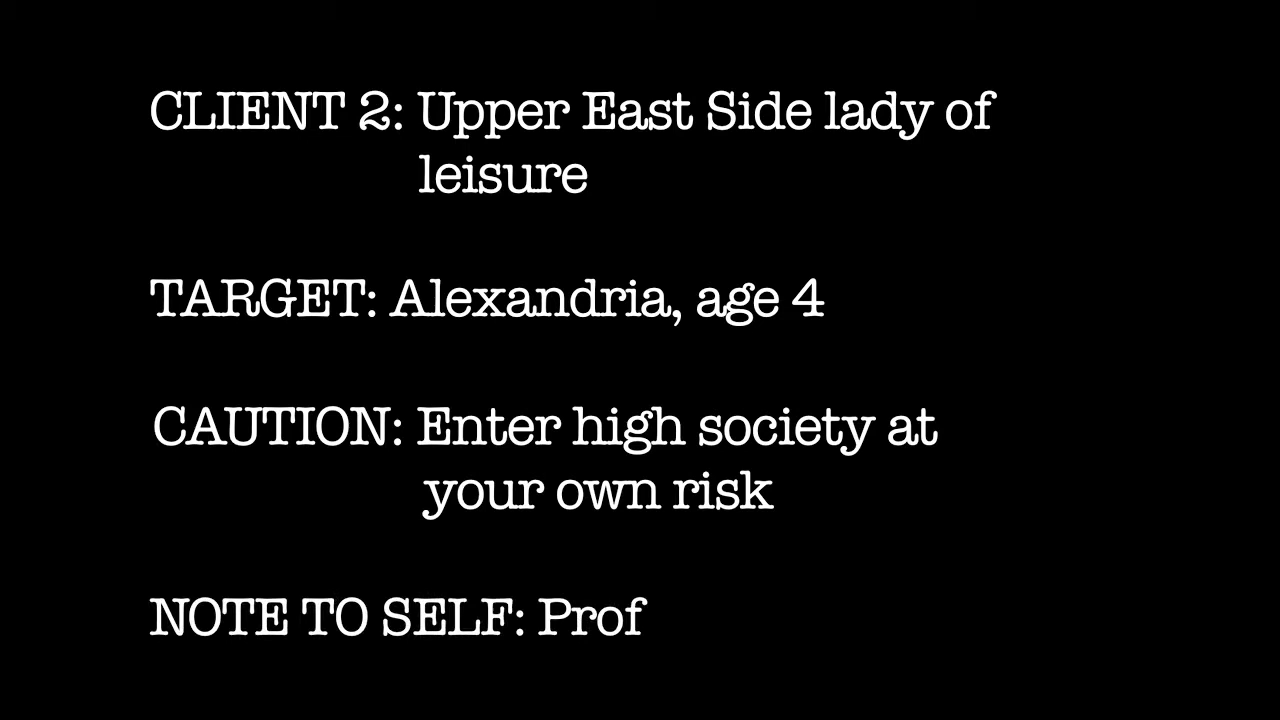 CLIENT 2: Upper East Side lady of
leisure
TARGET: Alexandria, age 4
CAUTION: Enter high society at
your own risk
NOTE TO SELF: Prof